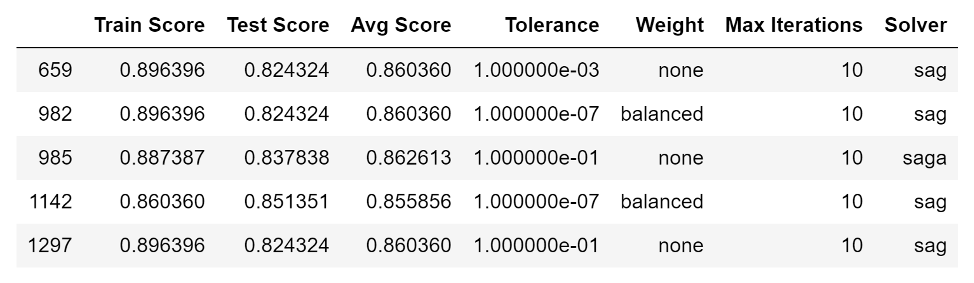 Train Score Test Score Avg Score Tolerance Weight Max Iterations Solver
659 0.896396 0.824324 0.860360 1.000000e-03 none 10 sag
982 0.896396 0.824324 0.860360 1.000000e-07 balanced 10 sag
985 0.887387 0.837838 0.862613 1.000000e-01 none 10 saga
1142 0.860360 0.851351 0.855856 1.000000e-07 balanced 10 sag
1297 0.896396 0.824324 0.860360 1.000000e-01 none 10 sag